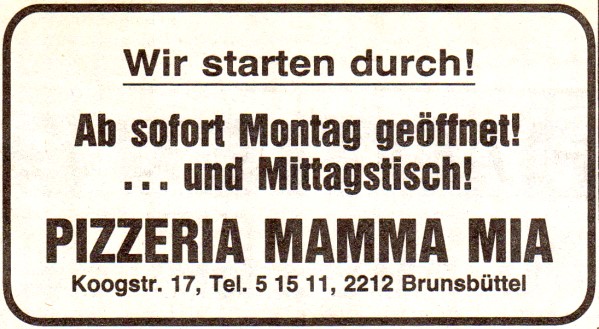 Wir starten durch!
Ab sofort Montag geöffnet!
... und Mittagstisch!
PIZZERIA MAMMA MIA
Koogstr. 17, Tel. 5 15 11, 2212 Brunsbüttel